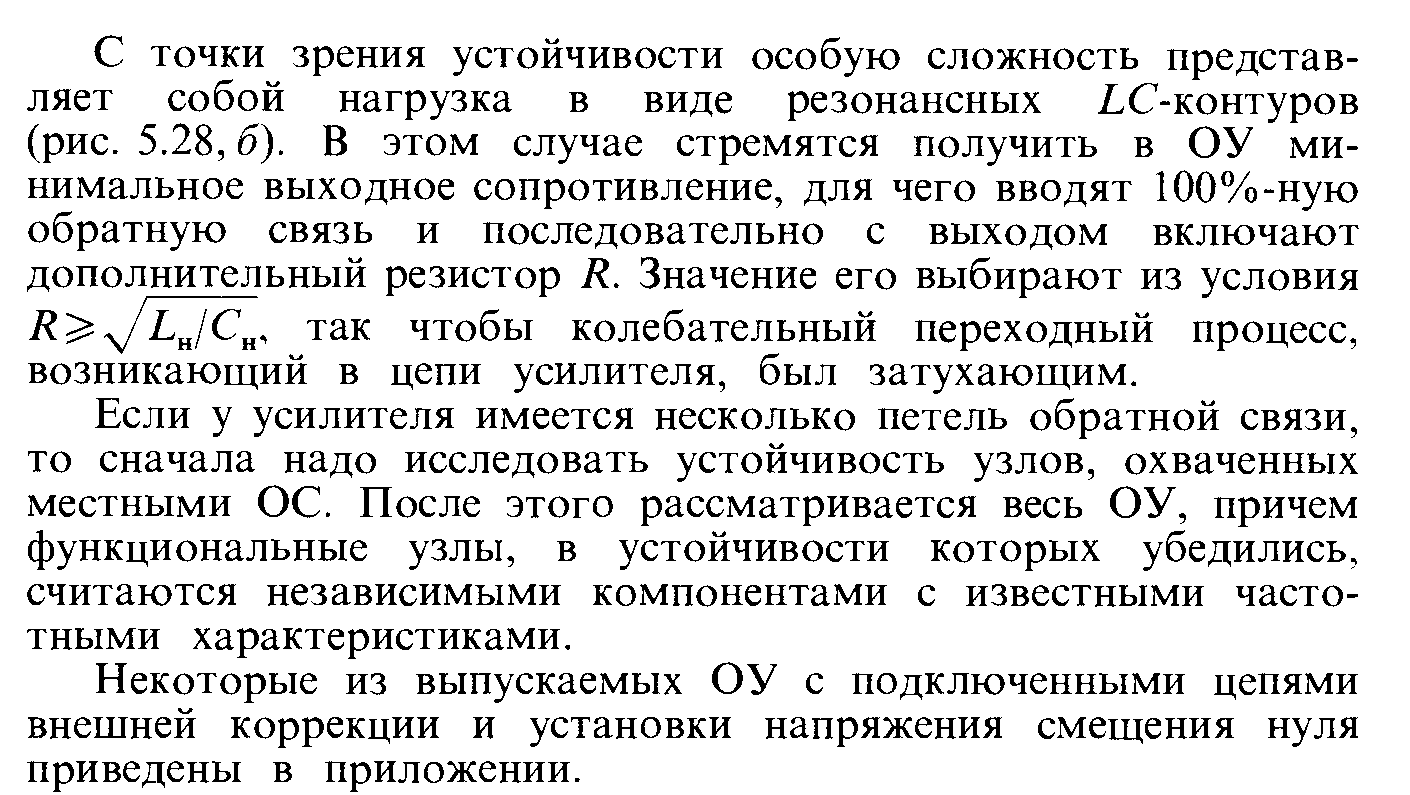 С точки зрения устойчивости особую сложность представ-
ляет собой нагрузка в виде резонансных LC-контуров
(рис. 5.28, б). В этом случае стремятся получить в ОУ ми-
нимальное выходное сопротивление, для чего вводят 100%-ную
обратную связь и последовательно с выходом включают
дополнительный резистор R. Значение его выбирают из условия
R⩾√Lн/Cн, так чтобы колебательный переходный процесс,
возникающий в цепи усилителя, был затухающим.
Если у усилителя имеется несколько петель обратной связи,
то сначала надо исследовать устойчивость узлов, охваченных
местными ОС. После этого рассматривается весь ОУ, причем
функциональные узлы, в устойчивости которых убедились,
считаются независимыми компонентами с известными часто-
тными характеристиками.
Некоторые из выпускаемых ОУ с подключенными цепями
внешней коррекции и установки напряжения смещения нуля
приведены в приложении.